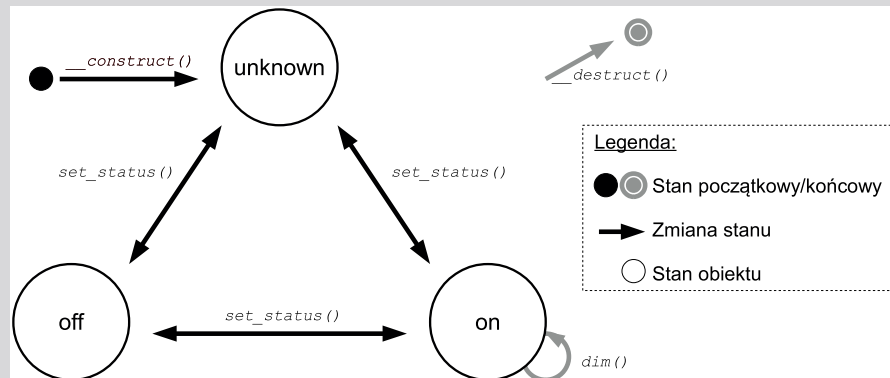 __construct()
unknown
__destruct()
set_status()
set_status()
Legenda:
Stan początkowy/końcowy
Zmiana stanu
Stan obiektu
off
set_status()
on
dim()